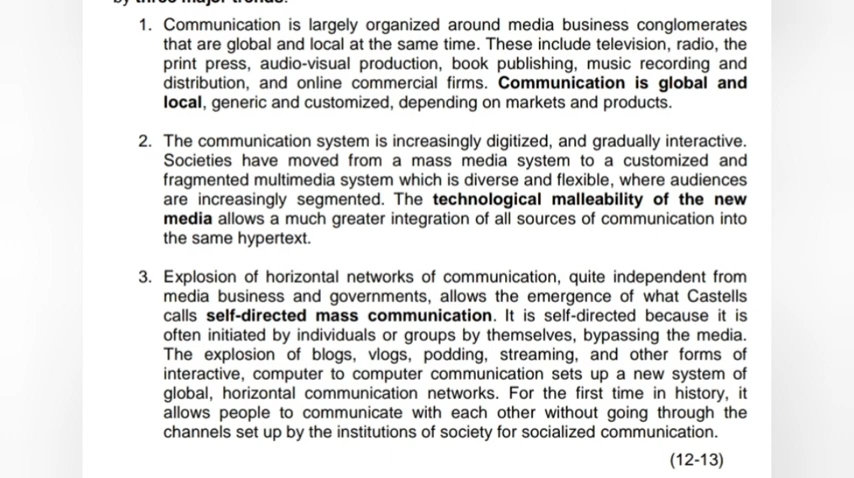 by three major trends:
1. Communication is largely organized around media business conglomerates
that are global and local at the same time. These include television, radio, the
print press, audio-visual production, book publishing, music recording and
distribution, and online commercial firms. Communication is global and
local, generic and customized, depending on markets and products.
2. The communication system is increasingly digitized, and gradually interactive.
Societies have moved from a mass media system to a customized and
fragmented multimedia system which is diverse and flexible, where audiences
are increasingly segmented. The technological malleability of the new
media allows a much greater integration of all sources of communication into
the same hypertext.
3. Explosion of horizontal networks of communication, quite independent from
media business and governments, allows the emergence of what Castells
calls self-directed mass communication. It is self-directed because it is
often initiated by individuals or groups by themselves, bypassing the media.
The explosion of blogs, vlogs, podding, streaming, and other forms of
interactive, computer to computer communication sets up a new system of
global, horizontal communication networks. For the first time in history, it
allows people to communicate with each other without going through the
channels set up by the institutions of society for socialized communication.
(12-13)